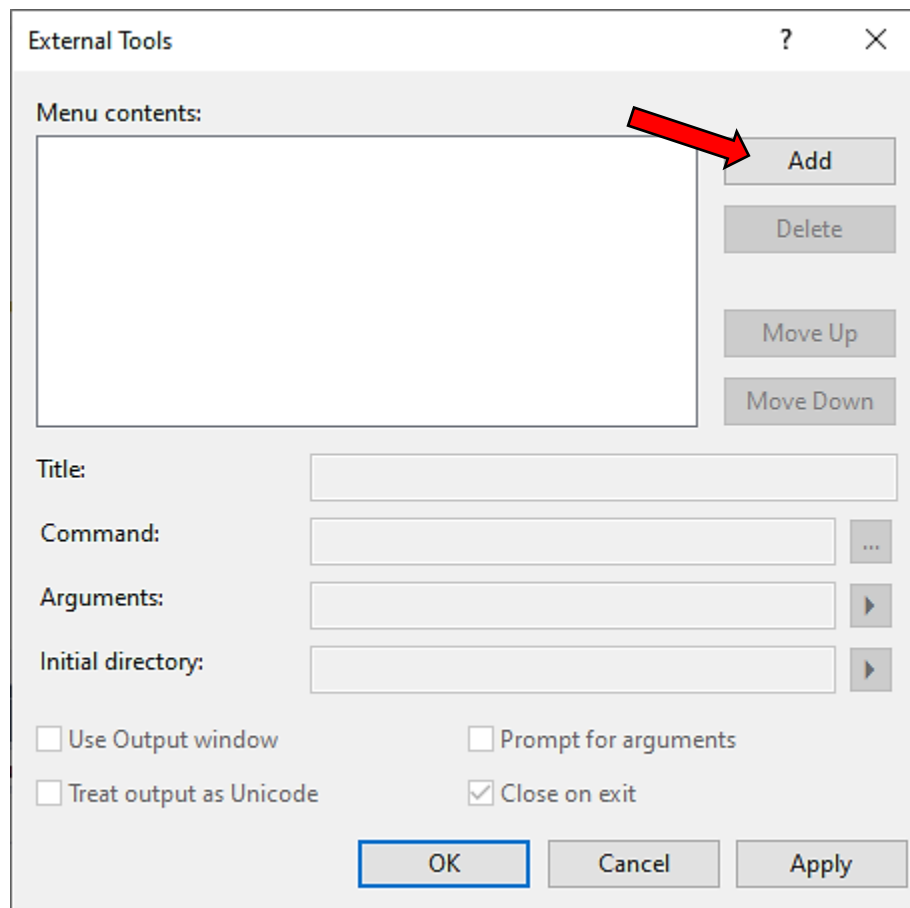 External Tools ?
Menu contents:
Add
Delete
Move Up
Move Down
Title:
Command:
...
Arguments:
Initial directory:
Use Output window
Prompt for arguments
Treat output as Unicode
Close on exit
OK Cancel Apply